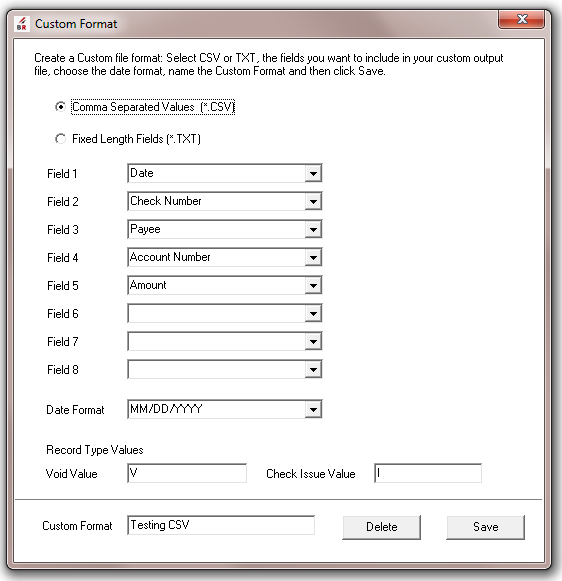 BR Custom Format
Create a Custom file format: Select CSV or TXT, the fields you want to include in your custom output
file, choose the date format, name the Custom Format and then click Save.
Comma Separated Values (*.CSV)
Fixed Length Fields (*.TXT)
Field 1 Date
Field 2 Check Number
Field 3 Payee
Field 4 Account Number
Field 5 Amount
Field 6
Field 7
Field 8
Date Format MM/DD/YYYY
Record Type Values
Void Value V Check Issue Value I
Custom Format Testing CSV Delete Save